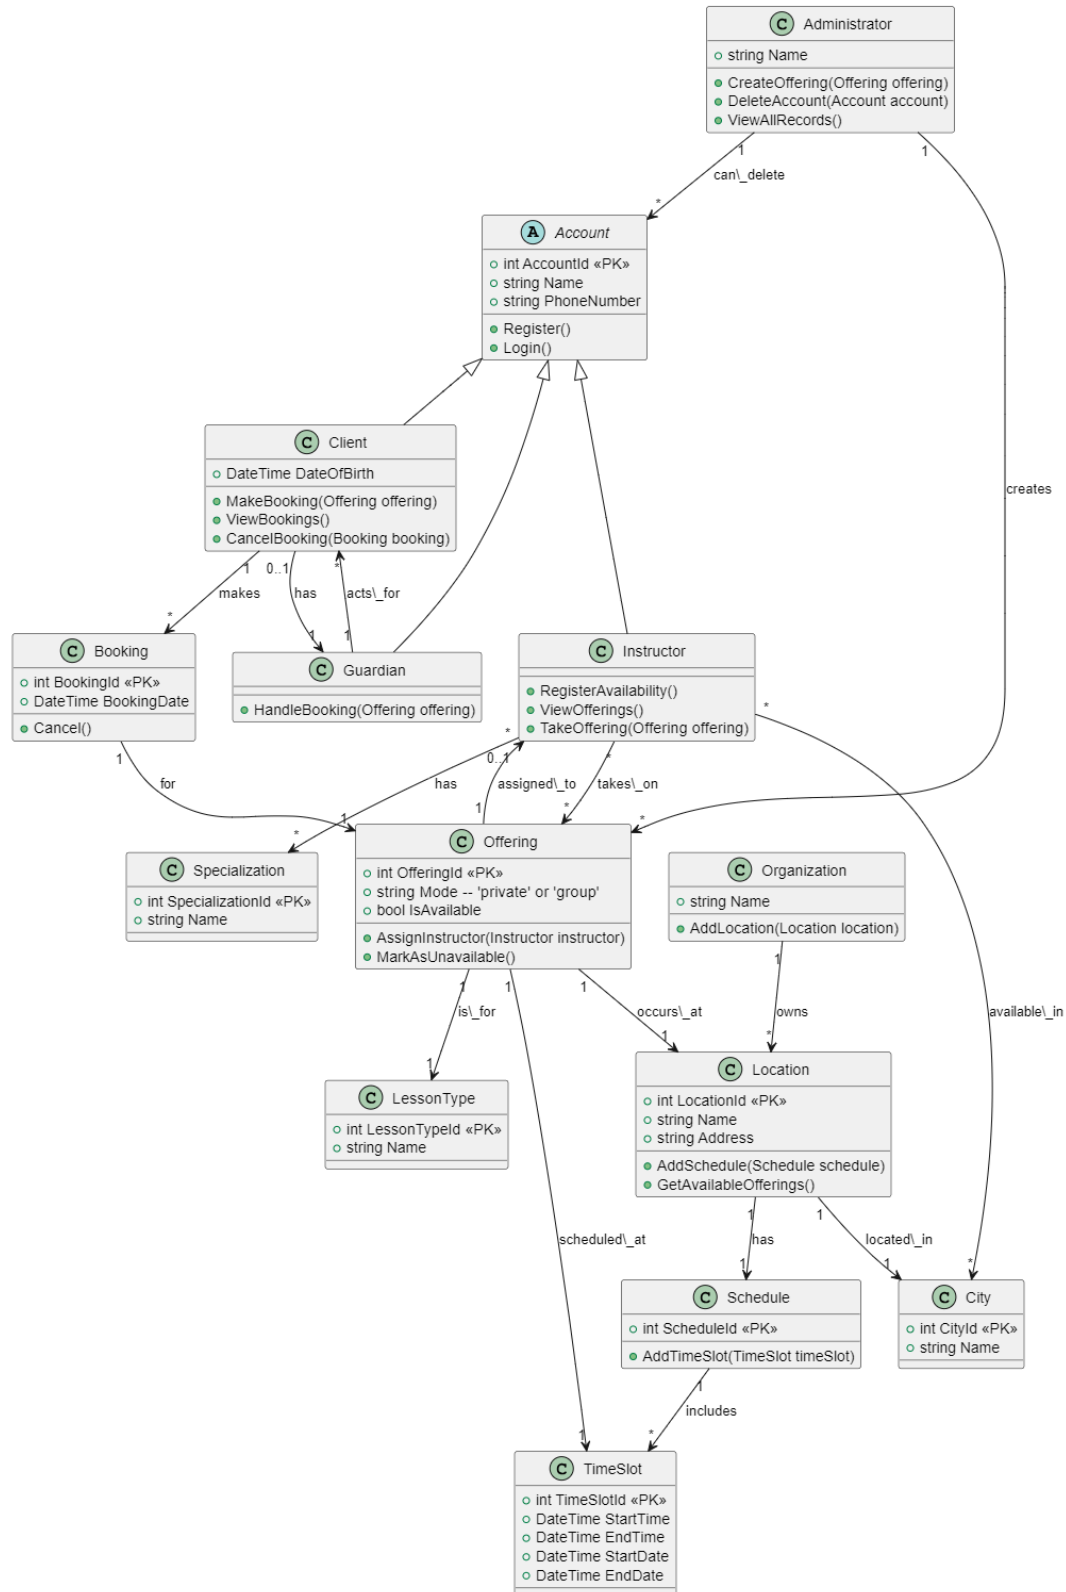 C Administrator
string Name
CreateOffering(Offering offering)
DeleteAccount(Account account)
ViewAllRecords()
1
1
can\_delete
*
A Account
int AccountId «PK»
string Name
string PhoneNumber
Register()
Login()
creates
C Client
DateTime DateOfBirth
MakeBooking(Offering offering)
ViewBookings()
CancelBooking(Booking booking)
1
0..1
*
makes
has
acts\_for
*
1
1
C Booking
int BookingId «PK»
DateTime BookingDate
Cancel()
C Guardian
HandleBooking(Offering offering)
C Instructor
RegisterAvailability()
ViewOfferings()
TakeOffering(Offering offering)
*
*
0..1
*
1
for
has
assigned\_to
takes\_on
1
*
1
*
*
C Specialization
int SpecializationId «PK»
string Name
C Offering
int OfferingId «PK»
string Mode -- 'private' or 'group'
bool IsAvailable
AssignInstructor(Instructor instructor)
MarkAsUnavailable()
C Organization
string Name
AddLocation(Location location)
1
1
1
1
is\_for
occurs\_at
owns
available\_in
1
1
*
C LessonType
int LessonTypeId «PK»
string Name
C Location
int LocationId «PK»
string Name
string Address
AddSchedule(Schedule schedule)
GetAvailableOfferings()
1
1
scheduled\_at
has
located\_in
1
1
*
C Schedule
int ScheduleId «PK»
AddTimeSlot(TimeSlot timeSlot)
C City
int CityId «PK»
string Name
1
includes
1
*
C TimeSlot
int TimeSlotId «PK»
DateTime StartTime
DateTime EndTime
DateTime StartDate
DateTime EndDate